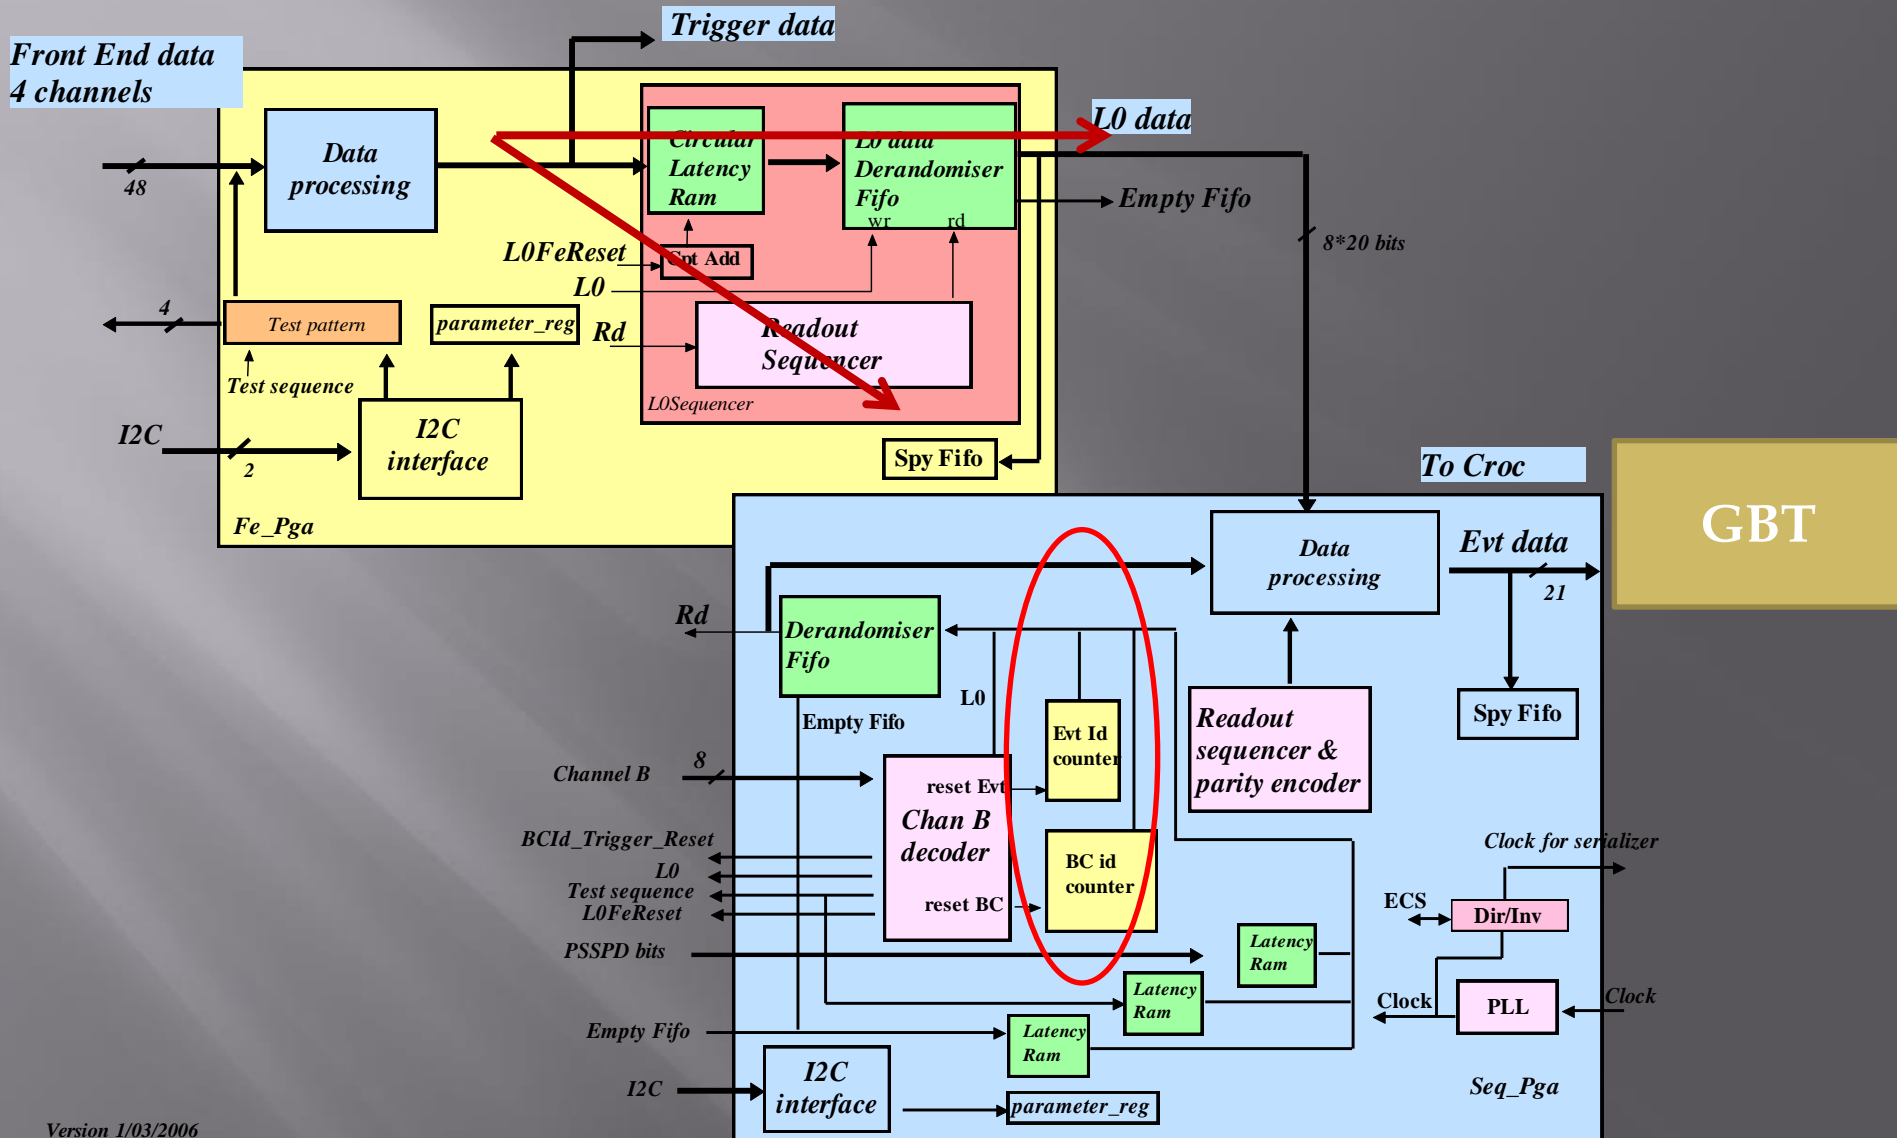 Trigger data
Front End data
4 channels
Data
processing
48
Circular
Latency
Ram
L0 data
Derandomiser
Fifo
wr
rd
L0 data
Empty Fifo
8*20 bits
L0FeReset
Cpt Add
L0
Rd
Readout
Sequencer
L0Sequencer
4
Test pattern
parameter_reg
Test sequence
I2C
2
I2C
interface
Spy Fifo
Fe_Pga
To Croc
GBT
Data
processing
Evt data
21
Rd
Derandomiser
Fifo
L0
Empty Fifo
Evt Id
counter
Readout
sequencer &
parity encoder
Spy Fifo
Channel B
8
reset Evt
Chan B
decoder
reset BC
BC id
counter
BCId_Trigger_Reset
L0
Test sequence
L0FeReset
PSSPD bits
Latency
Ram
Latency
Ram
Latency
Ram
Empty Fifo
I2C
I2C
interface
parameter_reg
Clock for serializer
ECS
Dir/Inv
Clock
PLL
Clock
Seq_Pga
Version 1/03/2006